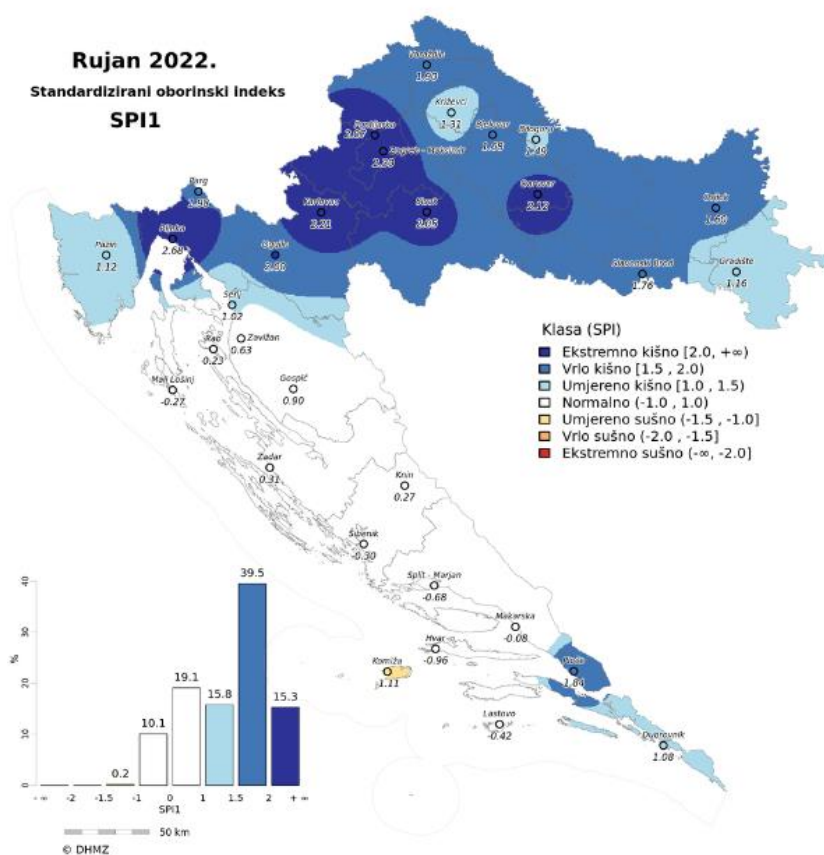 Rujan 2022.
Standardizirani oborinski indeks
SPI1
Varaždin
1.93
Križevci
1.31
Bjelovar
1.65
Bilogora
1.49
Puntijarka
2.07
Zagreb - Maksimir
2.33
Daruvar
2.12
Parg
1.98
Karlovac
2.21
Sisak
2.05
Osijek
1.60
Rijeka
2.68
Pazin
1.12
Ogulin
2.00
Slavonski Brod
1.76
Gradište
1.16
Senj
1.02
Zavižan
0.63
Rab
-0.23
Mali Lošinj
-0.27
Gospić
0.90
Klasa (SPI)
Ekstremno kišno [2.0, +∞)
Vrlo kišno [1.5 , 2.0)
Umjereno kišno [1.0 , 1.5)
Normalno (-1.0 , 1.0)
Umjereno sušno (-1.5 , -1.0]
Vrlo sušno (-2.0 , -1.5]
Ekstremno sušno (-∞, -2.0]
Zadar
0.31
Knin
0.27
Šibenik
-0.30
Split - Marjan
-0.68
Makarska
-0.08
Hvar
-0.96
Komiža
-1.11
Ploče
1.84
Lastovo
-0.42
Dubrovnik
1.08
39.5
40
30
20
10
0
%
19.1
15.8
15.3
10.1
0.2
- ∞ -2 -1.5 -1 0 1 1.5 2 + ∞
SPI1
50 km
© DHMZ